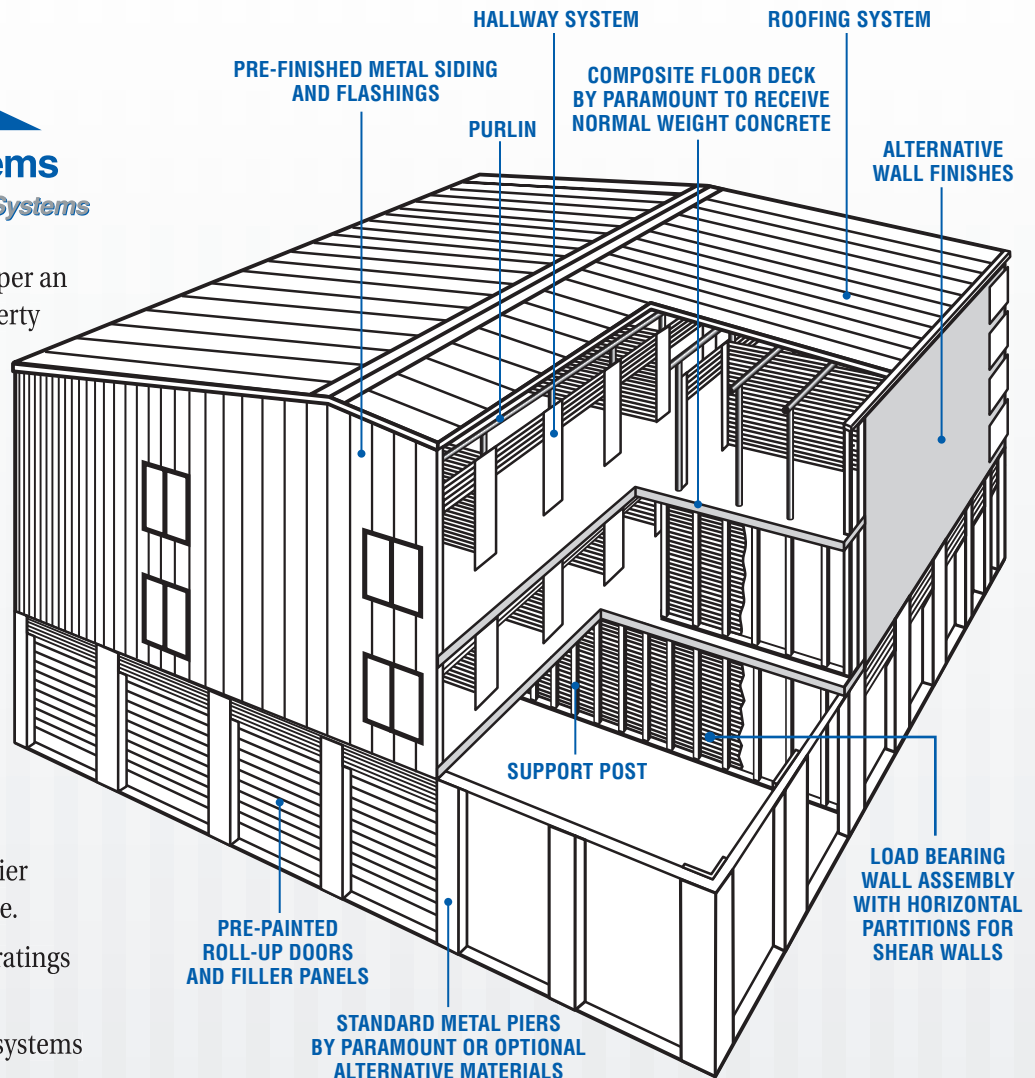 HALLWAY SYSTEM
ROOFING SYSTEM
PRE-FINISHED METAL SIDING
AND FLASHINGS
COMPOSITE FLOOR DECK
BY PARAMOUNT TO RECEIVE
NORMAL WEIGHT CONCRETE
PURLIN
ALTERNATIVE
WALL FINISHES
ems
Systems
per an
erty
SUPPORT POST
LOAD BEARING
WALL ASSEMBLY
WITH HORIZONTAL
PARTITIONS FOR
SHEAR WALLS
ier
e.
ratings
systems
PRE-PAINTED
ROLL-UP DOORS
AND FILLER PANELS
STANDARD METAL PIERS
BY PARAMOUNT OR OPTIONAL
ALTERNATIVE MATERIALS